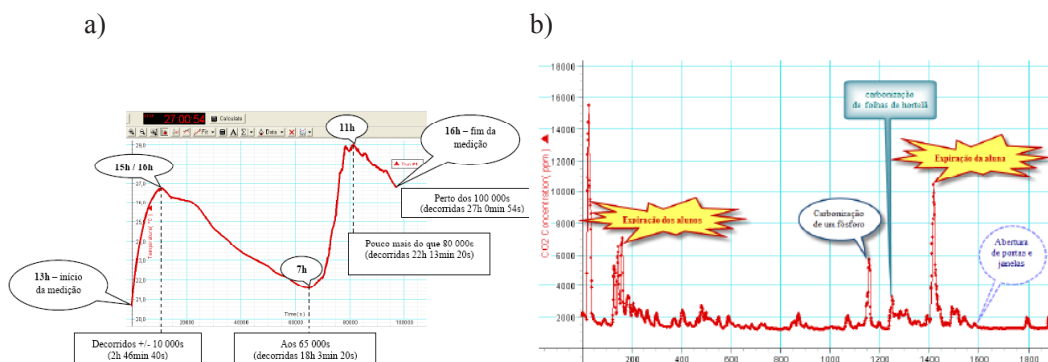 a)
27:00:54
Calculate
Fit
Data
11h
16h – fim da
medição
15h / 10h
7h
13h – início
da medição
Perto dos 100 000s
(decorridas 27h 0min 54s)
Pouco mais do que 80 000s
(decorridas 22h 13min 20s)
Time(s)
0
20000
40000
60000
80000
100000
Decorridos +/- 10 000s
(2h 46min 40s)
Aos 65 000s
(decorridas 18h 3min 20s)
b)
18000
16000
14000
12000
10000
8000
6000
4000
2000
CO2 Concentration( ppm)
carbonização
de folhas de hortelã
Expiração da aluna
Expiração dos alunos
Carbonização
de um fósforo
Abertura
de portas e
janelas
200
400
600
800
1000
1200
1400
1600